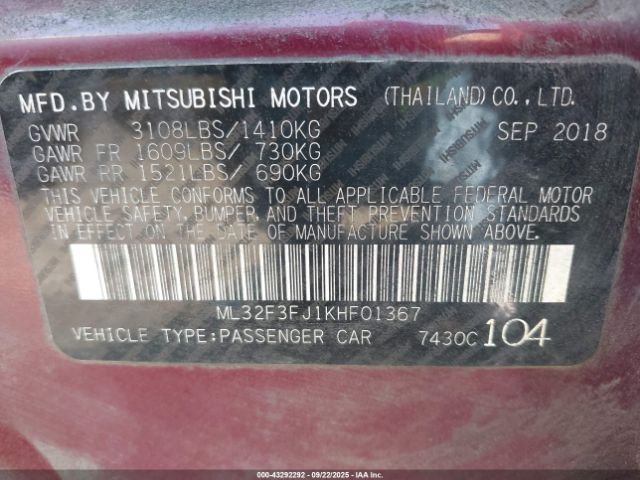 MFD.BY MITSUBISHI MOTORS (THAILAND) CO.,LTD.
GVWR 3108LBS/1410KG SEP 2018
GAWR FR 1609LBS/ 730KG
GAWR RR 1521LBS/ 690KG
THIS VEHICLE CONFORMS TO ALL APPLICABLE FEDERAL MOTOR
VEHICLE SAFETY, BUMPER, AND THEFT PREVENTION STANDARDS
IN EFFECT ON THE DATE OF MANUFACTURE SHOWN ABOVE.
ML32F3FJ1KHF01367
VEHICLE TYPE:PASSENGER CAR 7430C 104
000-43292292 - 09/22/2025 - IAAI.COM